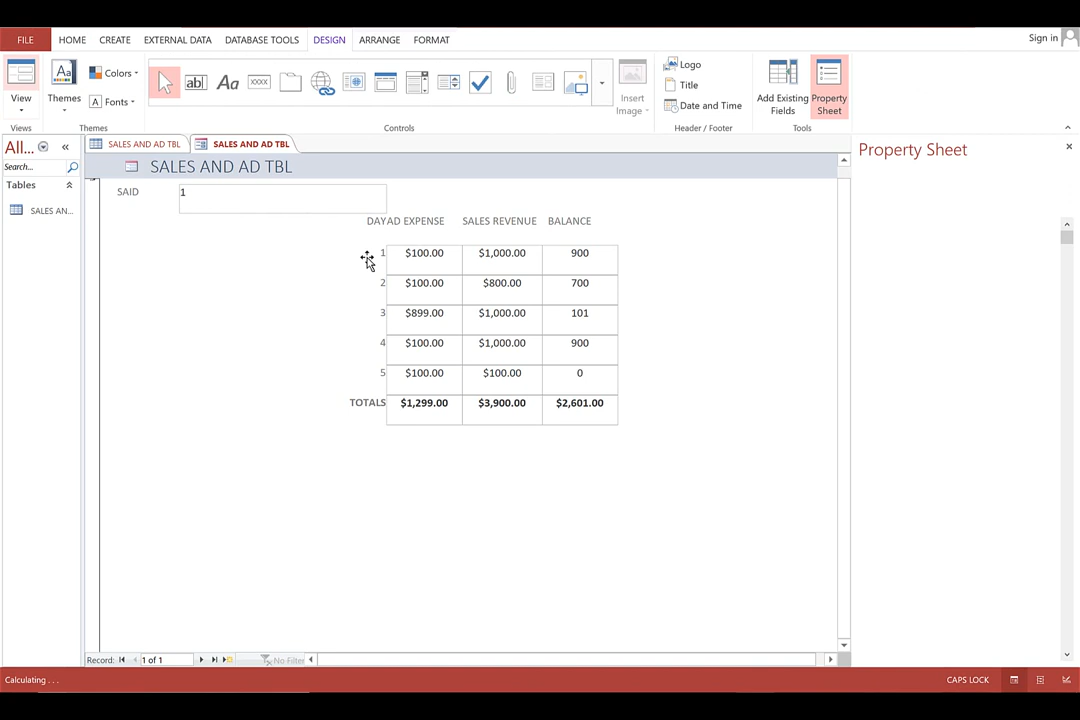 FILE HOME CREATE EXTERNAL DATA DATABASE TOOLS DESIGN ARRANGE FORMAT Sign in
View
Views
Themes
Colors
Fonts
Themes
ab|
Aa
XXXX
Controls
Insert
Image
Logo
Title
Date and Time
Header / Footer
Add Existing
Fields
Property
Sheet
Tools
All...
Search...
Tables
SALES AN...
SALES AND AD TBL
SALES AND AD TBL
SALES AND AD TBL
SAID 1
DAY AD EXPENSE SALES REVENUE BALANCE
1 $100.00 $1,000.00 900
2 $100.00 $800.00 700
3 $899.00 $1,000.00 101
4 $100.00 $1,000.00 900
5 $100.00 $100.00 0
TOTALS $1,299.00 $3,900.00 $2,601.00
Property Sheet
Record: 1 of 1 No Filter
Calculating . . . CAPS LOCK